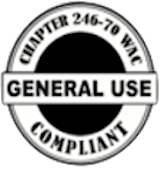 CHAPTER 246-70 WAC
GENERAL USE
COMPLIANT